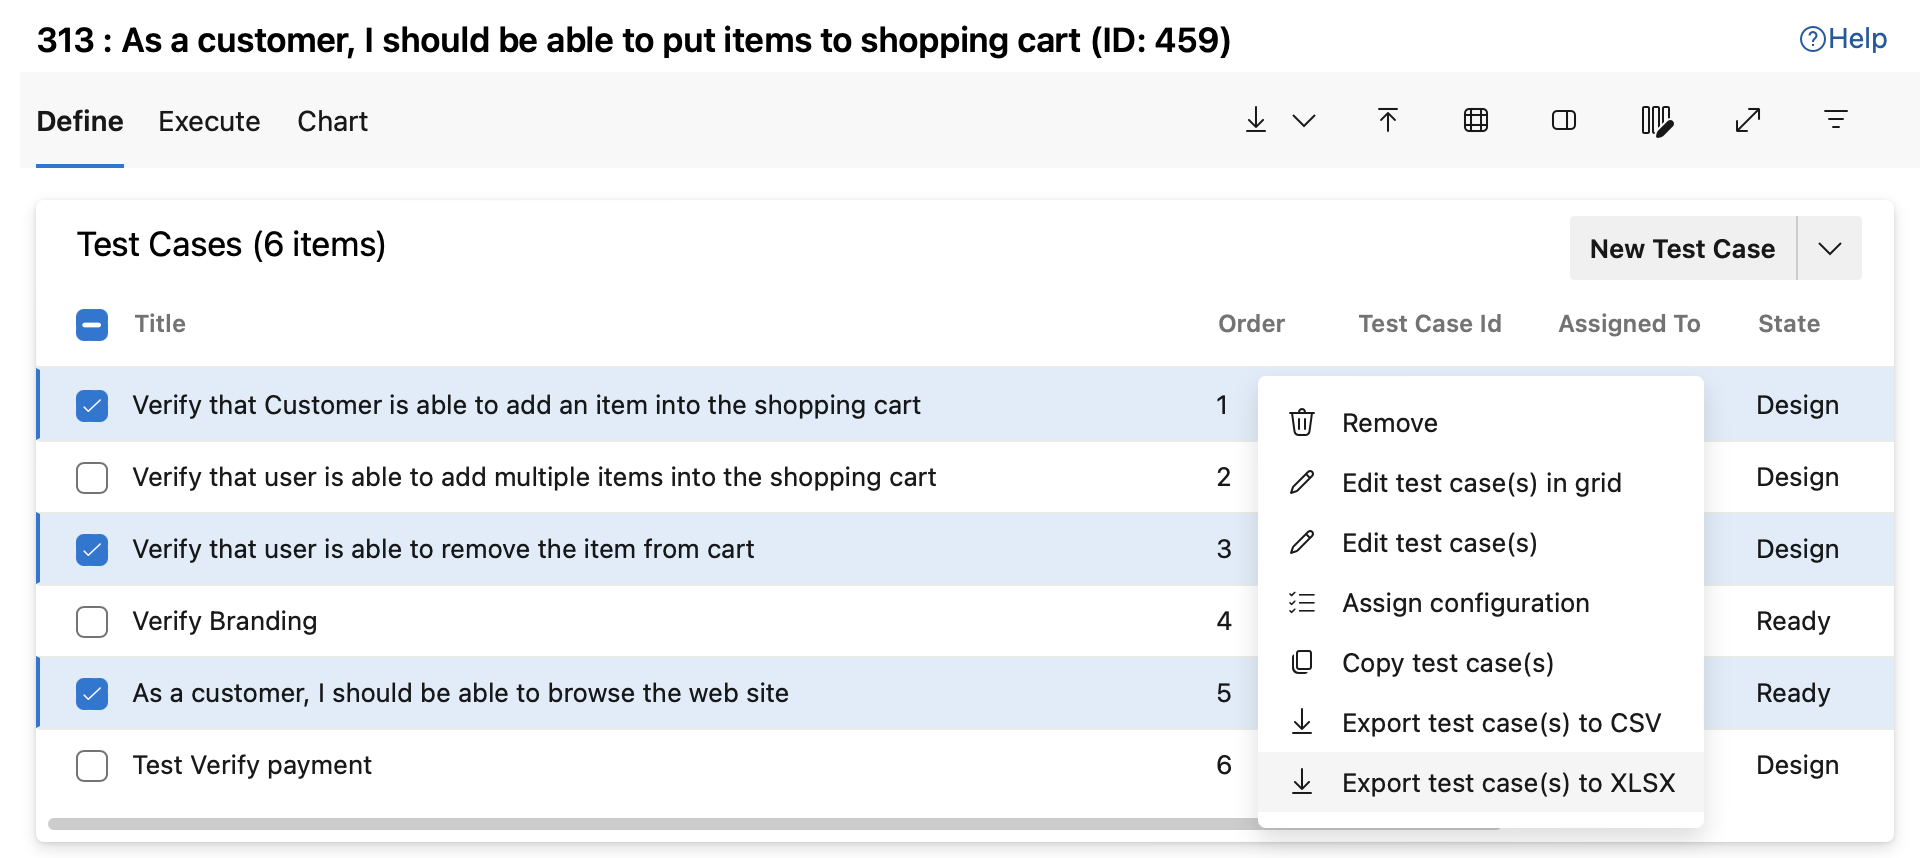 313 : As a customer, I should be able to put items to shopping cart (ID: 459)
Help
Define Execute Chart
Test Cases (6 items)
New Test Case
Title Order Test Case Id Assigned To State
Verify that Customer is able to add an item into the shopping cart 1 Design
Verify that user is able to add multiple items into the shopping cart 2 Design
Verify that user is able to remove the item from cart 3 Design
Verify Branding 4 Ready
As a customer, I should be able to browse the web site 5 Ready
Test Verify payment 6 Design
Remove
Edit test case(s) in grid
Edit test case(s)
Assign configuration
Copy test case(s)
Export test case(s) to CSV
Export test case(s) to XLSX